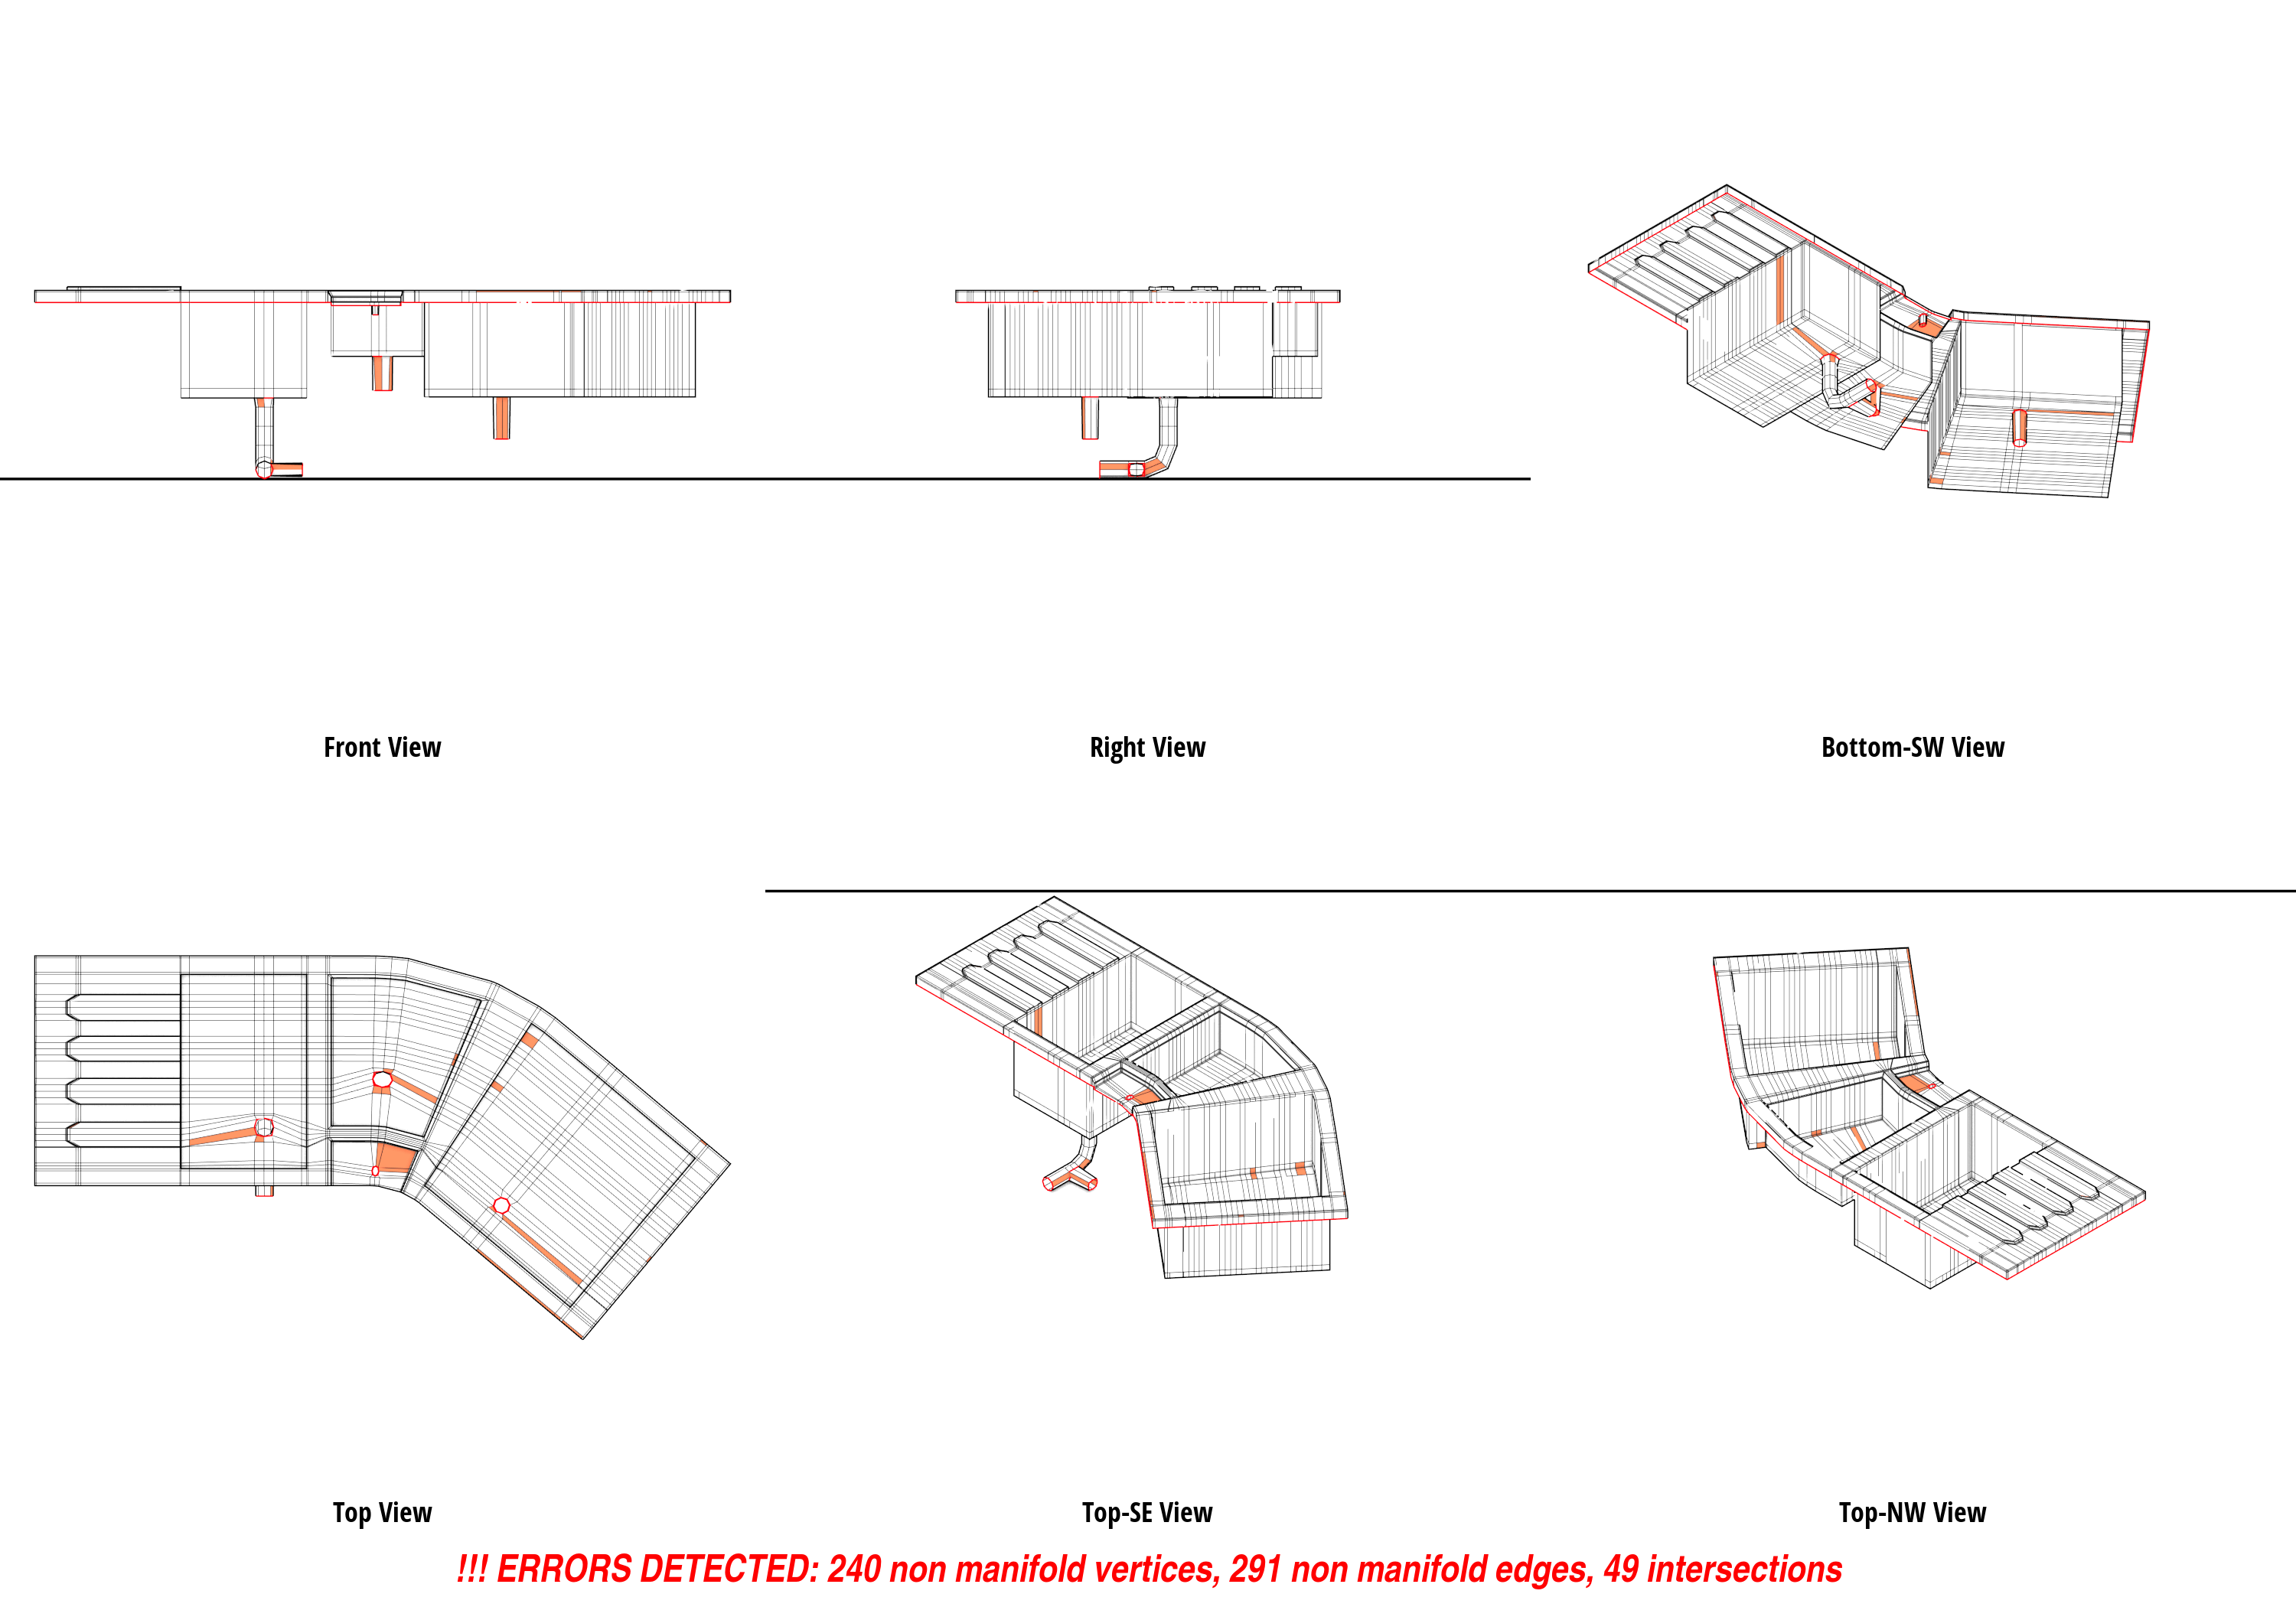 Front View
Right View
Bottom-SW View
Top View
Top-SE View
Top-NW View
!!! ERRORS DETECTED: 240 non manifold vertices, 291 non manifold edges, 49 intersections